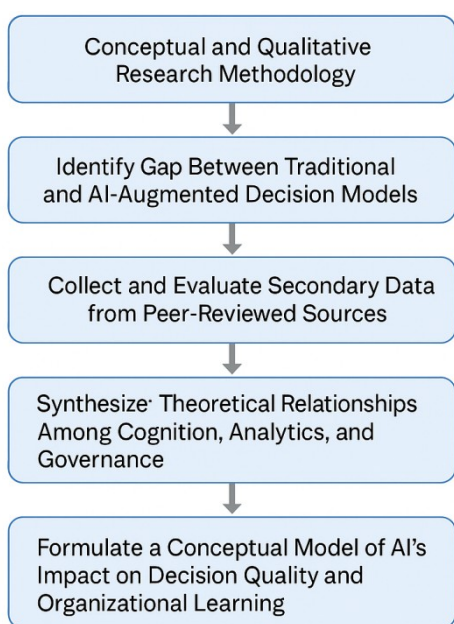 Conceptual and Qualitative
Research Methodology
Identify Gap Between Traditional
and AI-Augmented Decision Models
Collect and Evaluate Secondary Data
from Peer-Reviewed Sources
Synthesize· Theoretical Relationships
Among Cognition, Analytics, and
Governance
Formulate a Conceptual Model of AI's
Impact on Decision Quality and
Organizational Learning